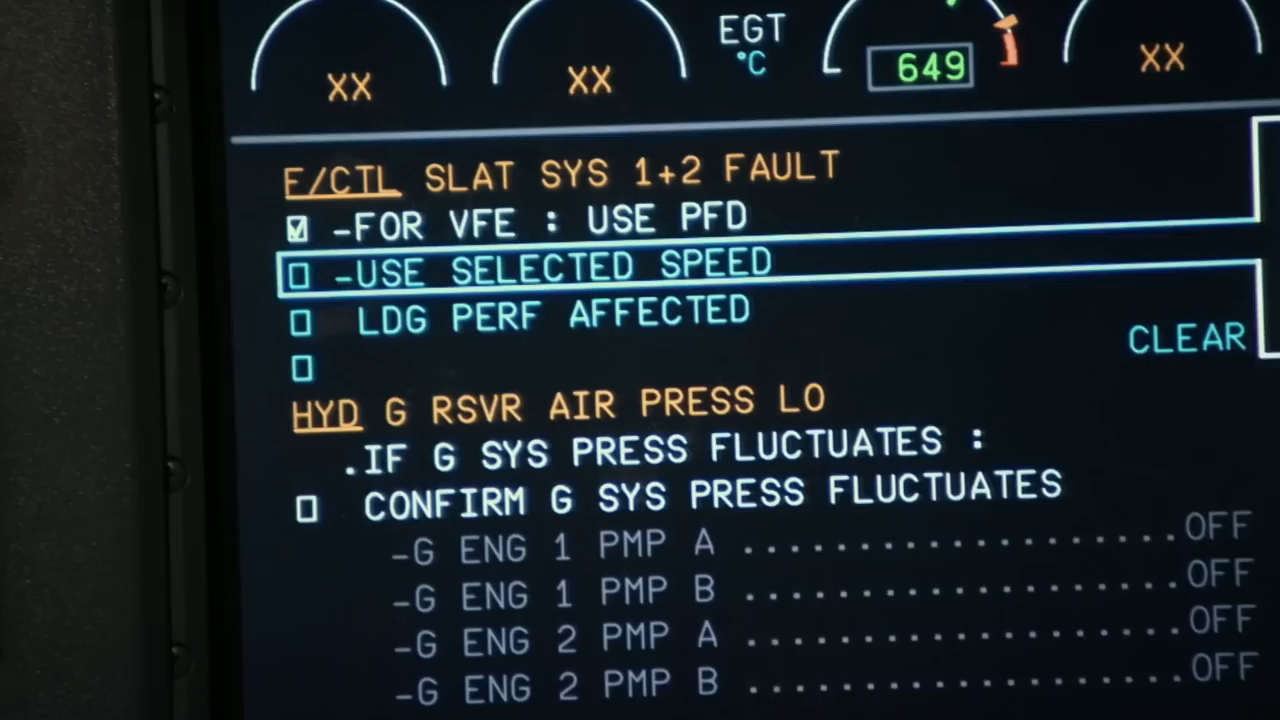 XX XX EGT 649 XX
°C
F/CTL SLAT SYS 1+2 FAULT
-FOR VFE : USE PFD
-USE SELECTED SPEED
LDG PERF AFFECTED
CLEAR
HYD G RSVR AIR PRESS LO
.IF G SYS PRESS FLUCTUATES :
CONFIRM G SYS PRESS FLUCTUATES
-G ENG 1 PMP A ...................OFF
-G ENG 1 PMP B ...................OFF
-G ENG 2 PMP A ...................OFF
-G ENG 2 PMP B ...................OFF